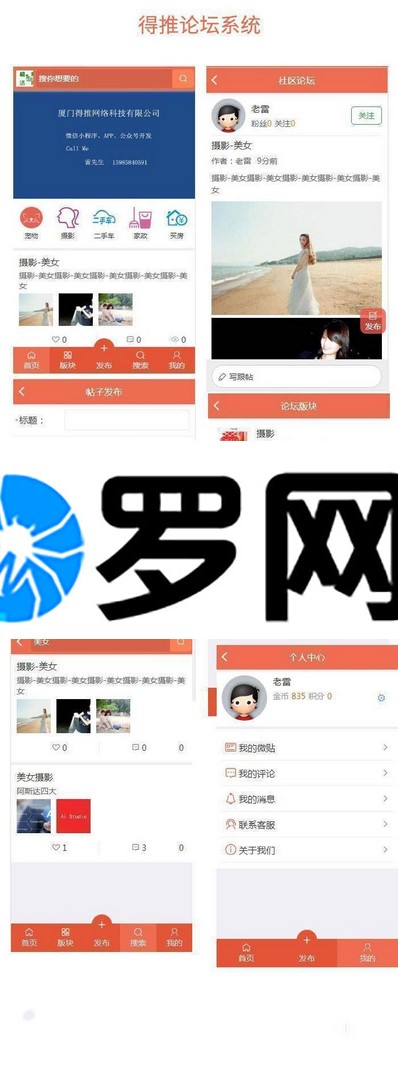 得推论坛系统
搜你想要的
厦门得推网络科技有限公司
微信小程序、APP、公众号开发
Call Me
雷先生 15985840591
宠物 摄影 二手车 家政 买房
摄影-美女
摄影-美女摄影-美女摄影-美女摄影-美女摄影-美
女
0 0 0
首页 版块 发布 搜索 我的
帖子发布
标题：
社区论坛
老雷
粉丝0 关注0
关注
摄影-美女
作者：老雷 9分前
摄影-美女摄影-美女摄影-美女摄影-美女摄影-美
女
发布
写跟帖
论坛版块
摄影
罗网
美女
摄影-美女
摄影-美女摄影-美女摄影-美女摄影-美女摄影-美
女
0 0 0
美女摄影
阿斯达四大
Ai Studio
1 3 0
首页 版块 发布 搜索 我的
个人中心
老雷
金币 835 积分 0
我的微贴
我的评论
我的消息
联系客服
关于我们
首页 发布 我的